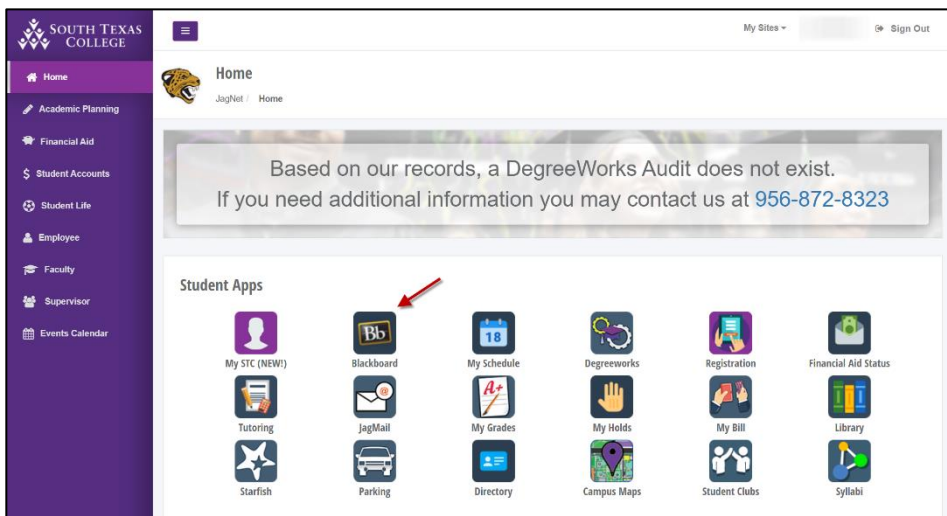 SOUTH TEXAS
COLLEGE
My Sites
Sign Out
Home
Academic Planning
Financial Aid
$ Student Accounts
Student Life
Employee
Faculty
Supervisor
Events Calendar
Home
JagNet / Home
Based on our records, a DegreeWorks Audit does not exist.
If you need additional information you may contact us at 956-872-8323
Student Apps
Bb
18
A+
My STC (NEW!) Blackboard My Schedule Degreeworks Registration Financial Aid Status
Tutoring JagMail My Grades My Holds My Bill Library
Starfish Parking Directory Campus Maps Student Clubs Syllabi